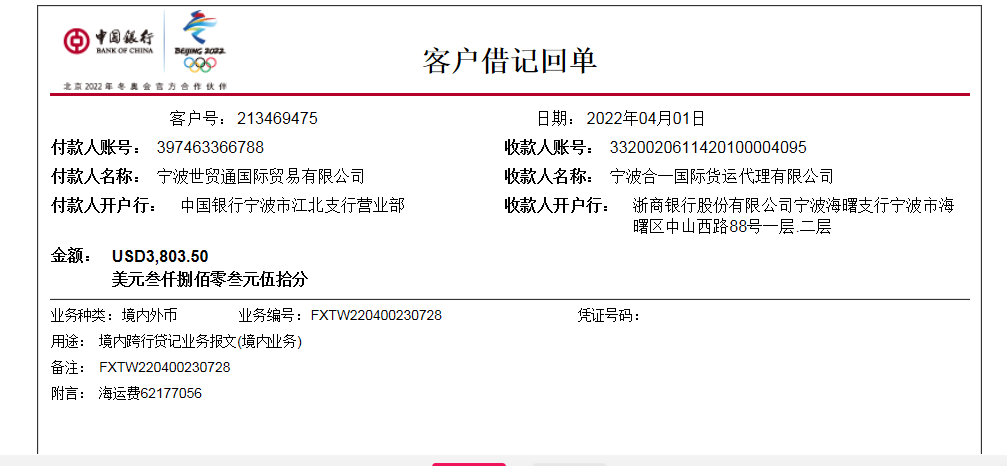 中国银行
BANK OF CHINA
BEIJING 2022
北京2022年冬奥会官方合作伙伴
客户借记回单
客户号：213469475 日期：2022年04月01日
付款人账号：397463366788 收款人账号：3320020611420100004095
付款人名称：宁波世贸通国际贸易有限公司 收款人名称：宁波合一国际货运代理有限公司
付款人开户行：中国银行宁波市江北支行营业部 收款人开户行：浙商银行股份有限公司宁波海曙支行宁波市海
曙区中山西路88号一层.二层
金额：USD3,803.50
美元叁仟捌佰零叁元伍拾分
业务种类：境内外币 业务编号：FXTW220400230728 凭证号码：
用途：境内跨行贷记业务报文(境内业务)
备注：FXTW220400230728
附言：海运费62177056